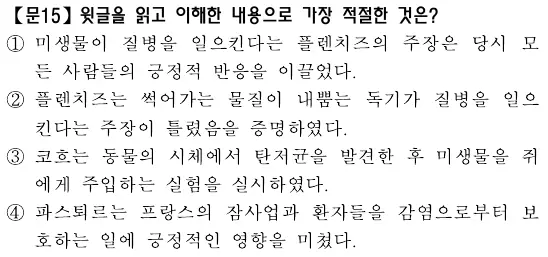 【문15】 윗글을 읽고 이해한 내용으로 가장 적절한 것은?
① 미생물이 질병을 일으킨다는 플렌치즈의 주장은 당시 모
든 사람들의 긍정적 반응을 이끌었다.
② 플렌치즈는 썩어가는 물질이 내뿜는 독기가 질병을 일으
킨다는 주장이 틀렸음을 증명하였다.
③ 코흐는 동물의 시체에서 탄저균을 발견한 후 미생물을 쥐
에게 주입하는 실험을 실시하였다.
④ 파스퇴르는 프랑스의 잠사업과 환자들을 감염으로부터 보
호하는 일에 긍정적인 영향을 미쳤다.